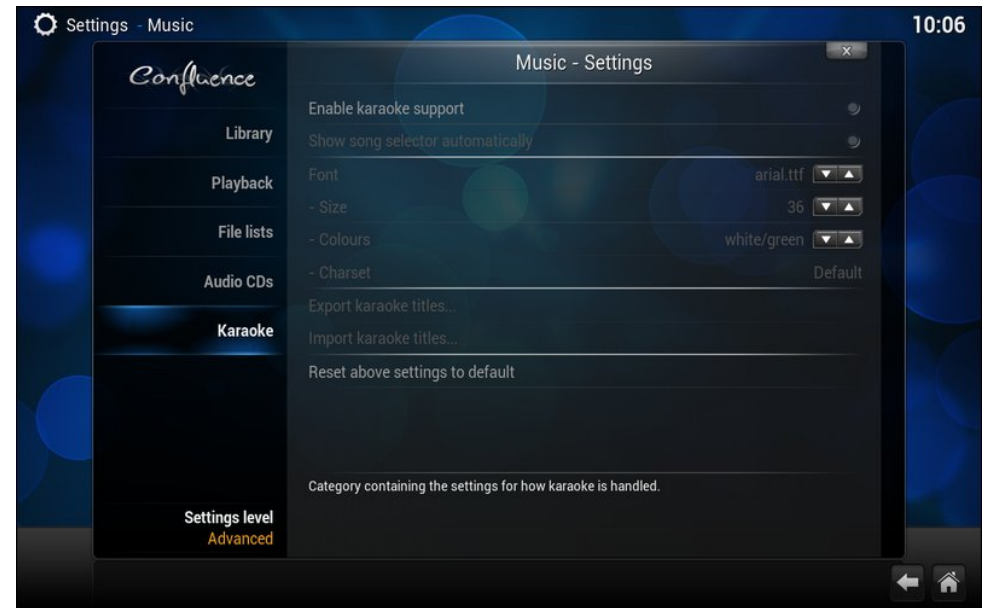 Settings - Music
10:06
Confluence
Music - Settings
X
Library
Playback
File lists
Audio CDs
Karaoke
Settings level
Advanced
Enable karaoke support
Show song selector automatically
Font arial.ttf
- Size 36
- Colours white/green
- Charset Default
Export karaoke titles...
Import karaoke titles...
Reset above settings to default
Category containing the settings for how karaoke is handled.